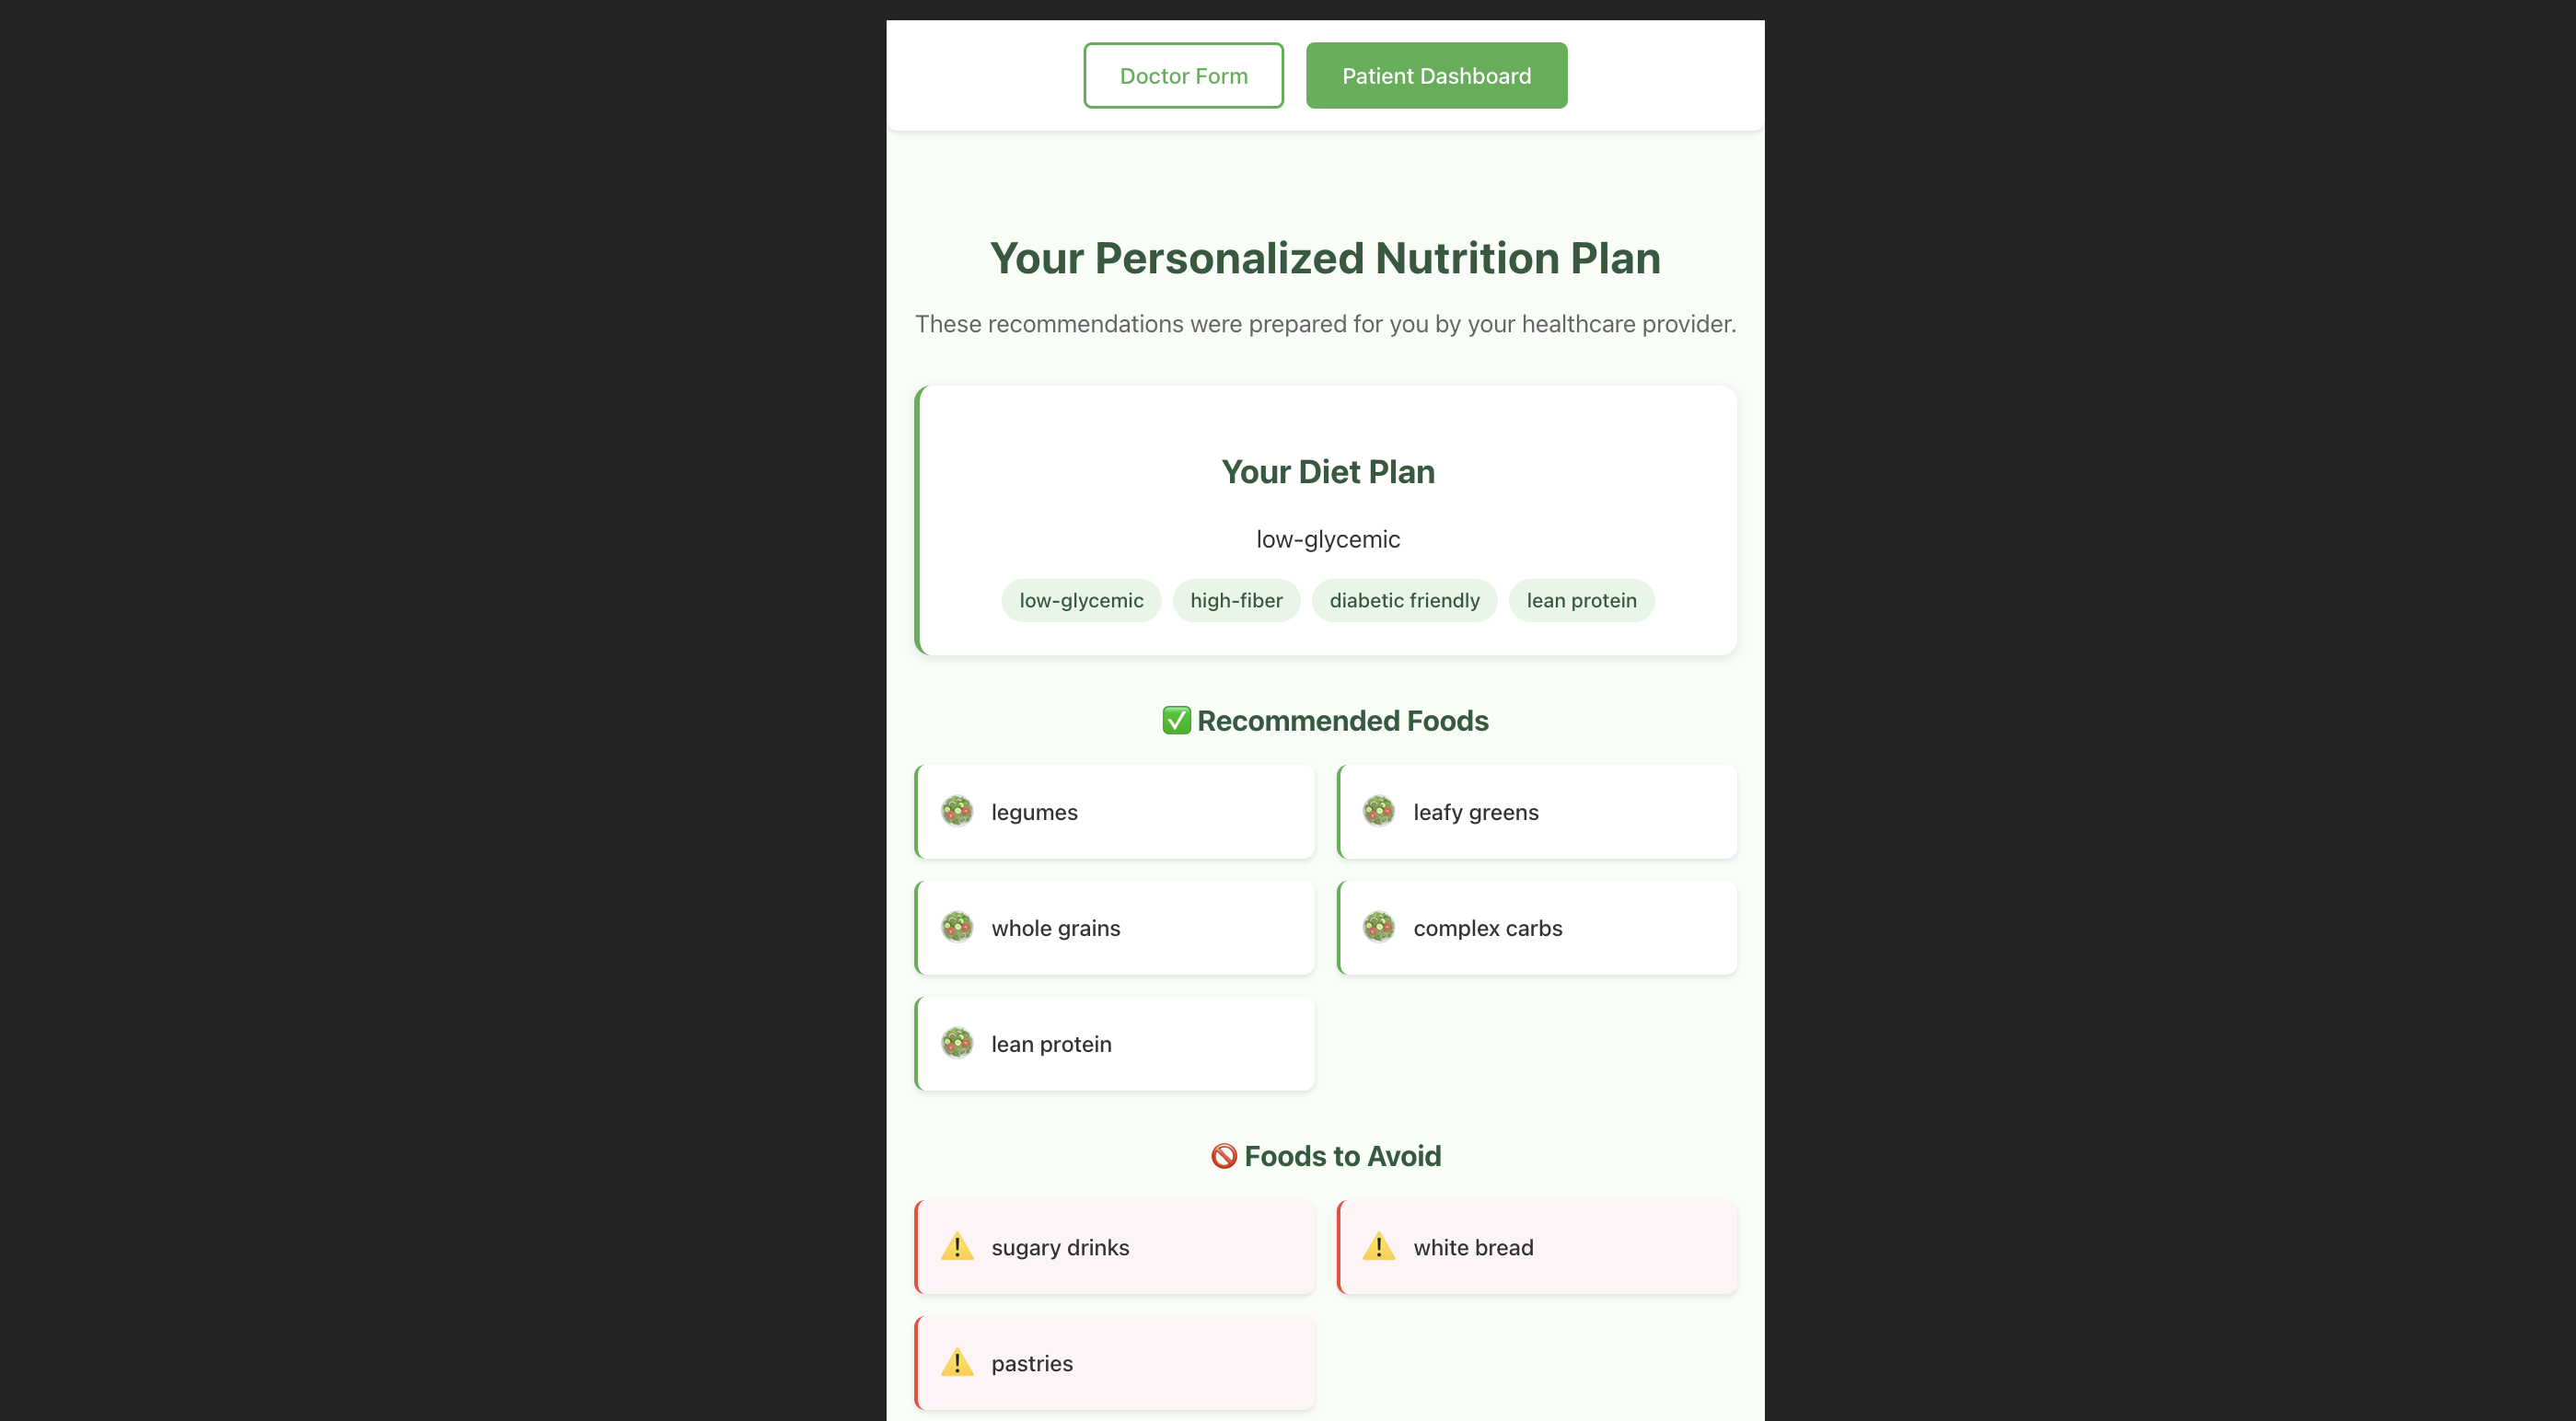 Doctor Form
Patient Dashboard
Your Personalized Nutrition Plan
These recommendations were prepared for you by your healthcare provider.
Your Diet Plan
low-glycemic
low-glycemic high-fiber diabetic friendly lean protein
✅ Recommended Foods
legumes
leafy greens
whole grains
complex carbs
lean protein
🚫 Foods to Avoid
sugary drinks
white bread
pastries